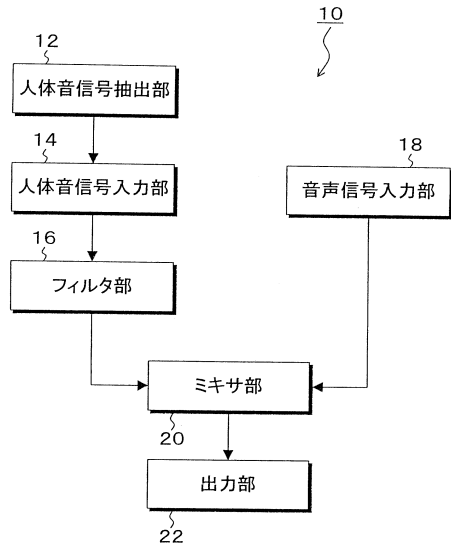 10
12
人体音信号抽出部
14
人体音信号入力部
18
音声信号入力部
16
フィルタ部
ミキサ部
20
出力部
22